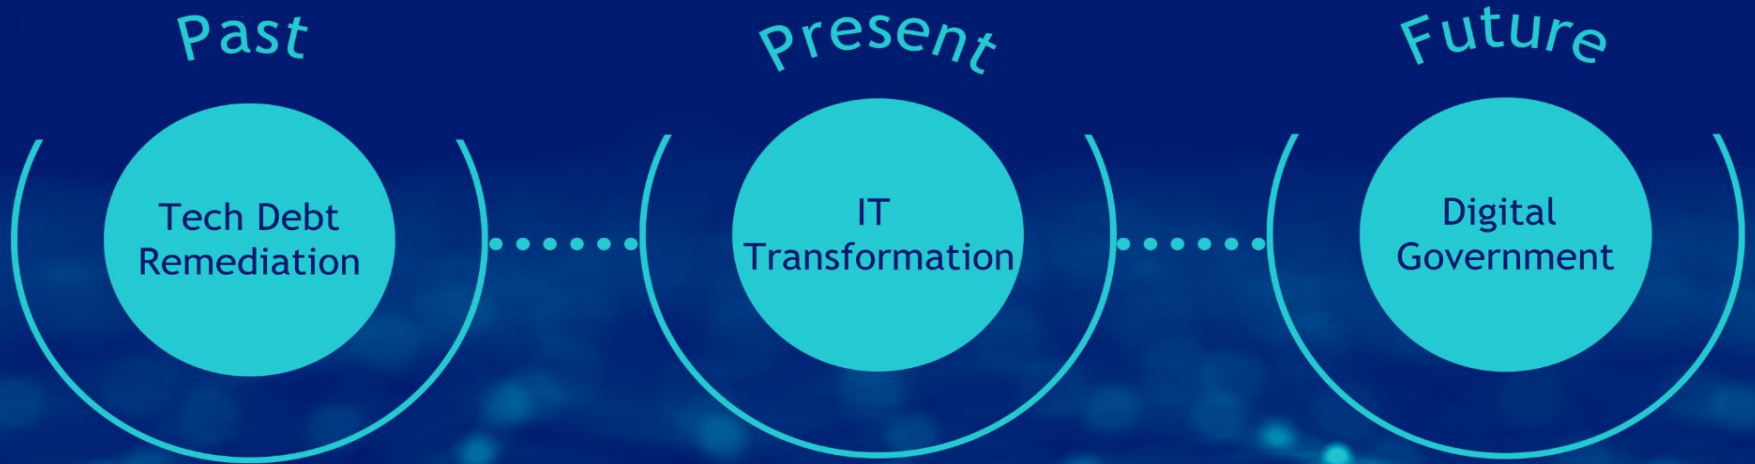 Past
Present
Future
Tech Debt
Remediation
IT
Transformation
Digital
Government